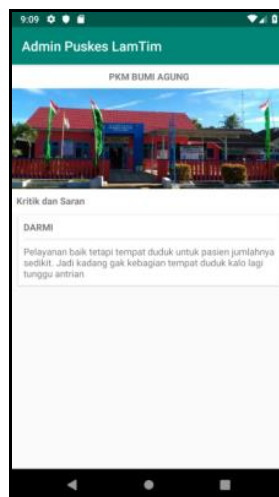 9:09
Admin Puskes LamTim
PKM BUMI AGUNG
Kritik dan Saran
DARMI
Pelayanan baik tetapi tempat duduk untuk pasien jumlahnya
sedikit. Jadi kadang gak kebagian tempat duduk kalo lagi
tunggu antrian